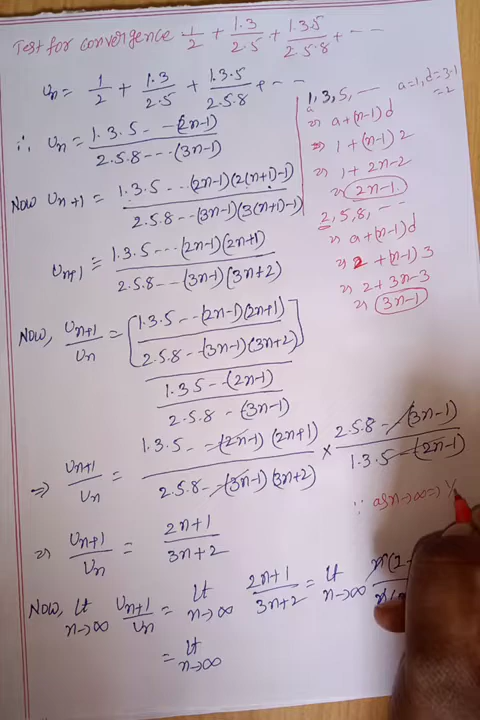 Test for convergence 1/2 + 1.3/2.5 + 1.3.5/2.5.8 + - - -
Un = 1/2 + 1.3/2.5 + 1.3.5/2.5.8 + - - -
∴ Un = 1.3.5 - - - (2n-1) / 2.5.8 - - - (3n-1)
Now Un+1 = 1.3.5 - - - (2n-1)(2(n+1)-1) / 2.5.8 - - (3n-1)(3(n+1)-1)
Un+1 = 1.3.5 - - - (2n-1)(2n+1) / 2.5.8 - - - (3n-1)(3n+2)
Now, Un+1/Un = [1.3.5 - - (2n-1)(2n+1) / 2.5.8 - - (3n-1)(3n+2)] / 1.3.5 - - (2n-1) / 2.5.8 - - (3n-1)
⇒ Un+1/Un = 1.3.5 - - - (2n-1)(2n+1) / 2.5.8 - - (3n-1)(3n+2) × 2.5.8 - - (3n-1) / 1.3.5 - - (2n-1)
⇒ Un+1/Un = 2n+1 / 3n+2
Now, Lt n→∞ Un+1/Un = Lt n→∞ 2n+1 / 3n+2 = Lt n→∞
= Lt n→∞
1, 3, 5, - - - a=1, d=3-1
a =2
⇒ a+(n-1)d
⇒ 1+(n-1)2
⇒ 1+2n-2
⇒ 2n-1
2, 5, 8, - - -
⇒ a+(n-1)d
⇒ 2+(n-1)3
⇒ 2+3n-3
⇒ 3n-1
∵ as n→∞ ⇒